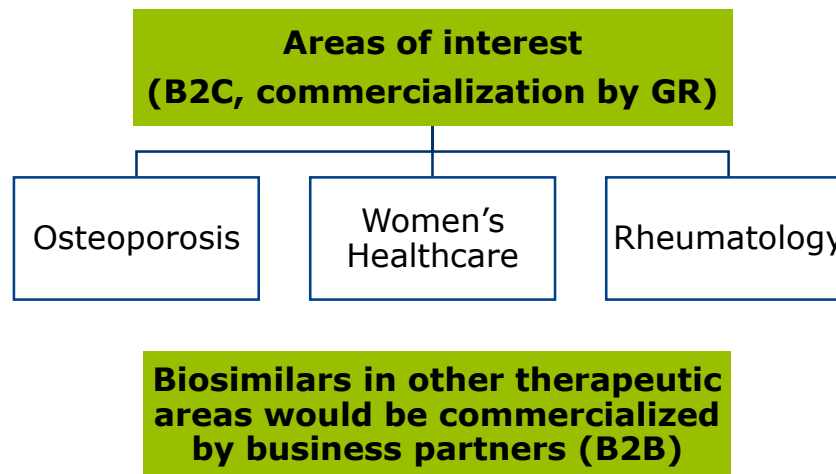 Areas of interest
(B2C, commercialization by GR)
Osteoporosis
Women’s
Healthcare
Rheumatology
Biosimilars in other therapeutic
areas would be commercialized
by business partners (B2B)